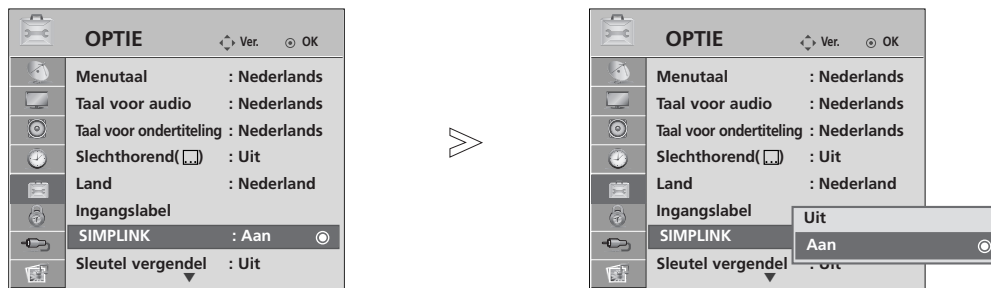 OPTIE Ver. OK
Menutaal : Nederlands
Taal voor audio : Nederlands
Taal voor ondertiteling : Nederlands
Slechthorend( ) : Uit
Land : Nederland
Ingangslabel
SIMPLINK : Aan
Sleutel vergendel : Uit
OPTIE Ver. OK
Menutaal : Nederlands
Taal voor audio : Nederlands
Taal voor ondertiteling : Nederlands
Slechthorend( ) : Uit
Land : Nederland
Ingangslabel
Uit
SIMPLINK
Aan
Sleutel vergendel : Uit